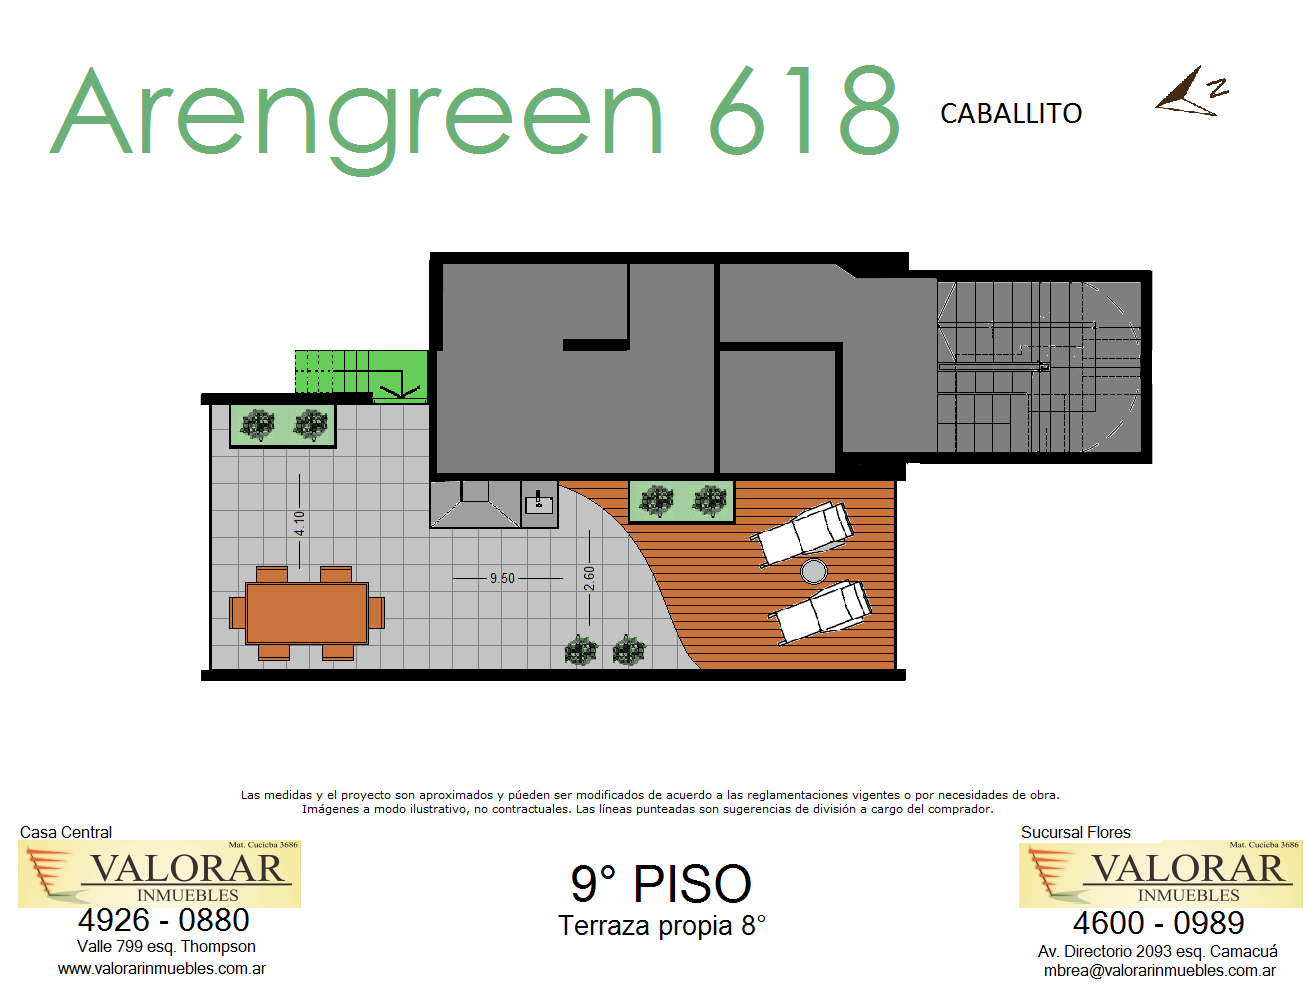 Arengreen 618 CABALLITO
N
4.10
9.50
2.60
Las medidas y el proyecto son aproximados y púeden ser modificados de acuerdo a las reglamentaciones vigentes o por necesidades de obra.
Imágenes a modo ilustrativo, no contractuales. Las líneas punteadas son sugerencias de división a cargo del comprador.
Casa Central
Mat. Cucicba 3686
VALORAR
INMUEBLES
4926 - 0880
Valle 799 esq. Thompson
www.valorarinmuebles.com.ar
9° PISO
Terraza propia 8°
Sucursal Flores
Mat. Cucicba 3686
VALORAR
INMUEBLES
4600 - 0989
Av. Directorio 2093 esq. Camacuá
mbrea@valorarinmuebles.com.ar